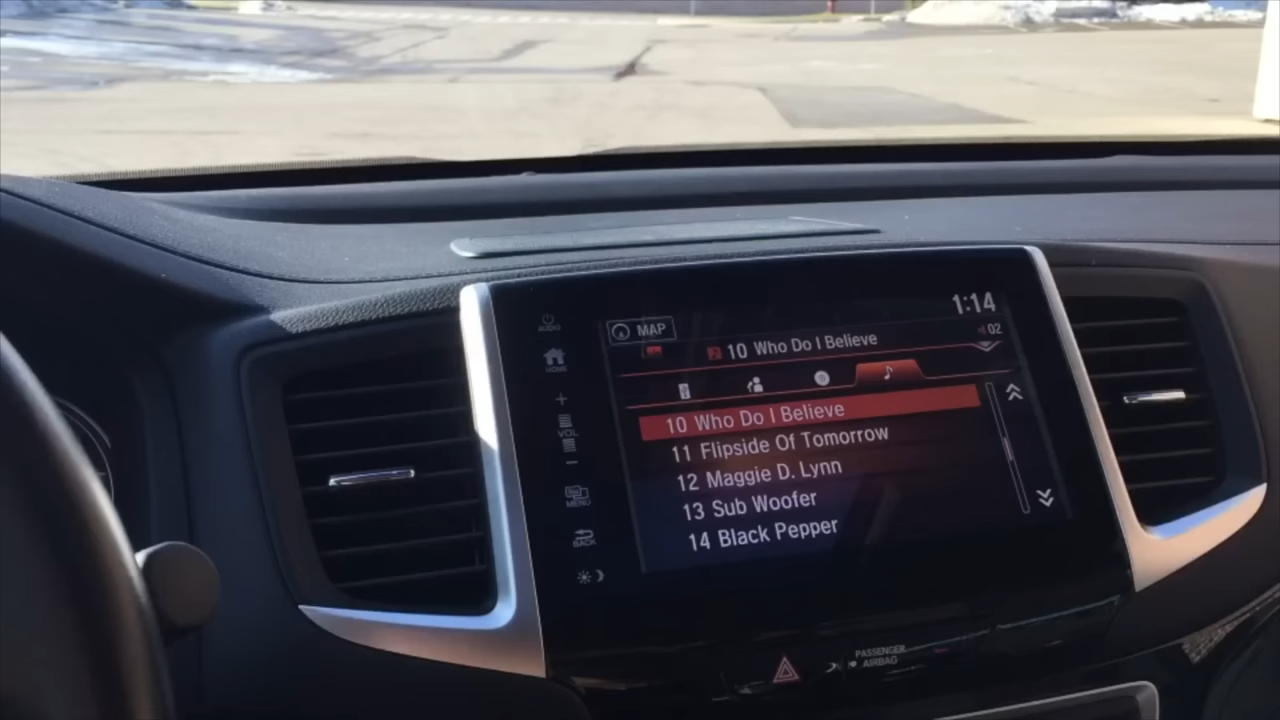 1:14
AUDIO
MAP
02
10 Who Do I Believe
HOME
10 Who Do I Believe
VOL
11 Flipside Of Tomorrow
12 Maggie D. Lynn
MENU
13 Sub Woofer
14 Black Pepper
BACK
PASSENGER
AIRBAG